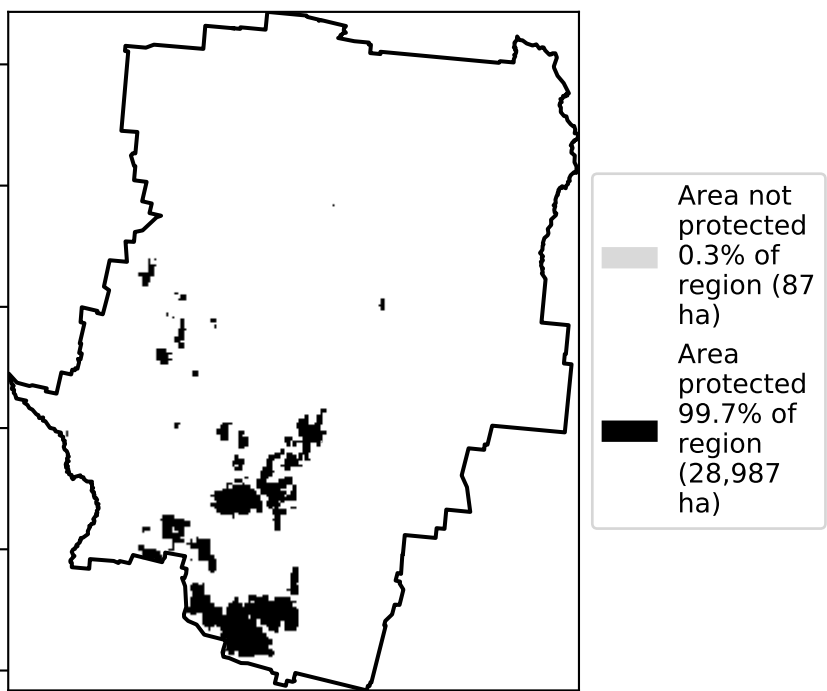 Area not
protected
0.3% of
region (87
ha)
Area
protected
99.7% of
region
(28,987
ha)